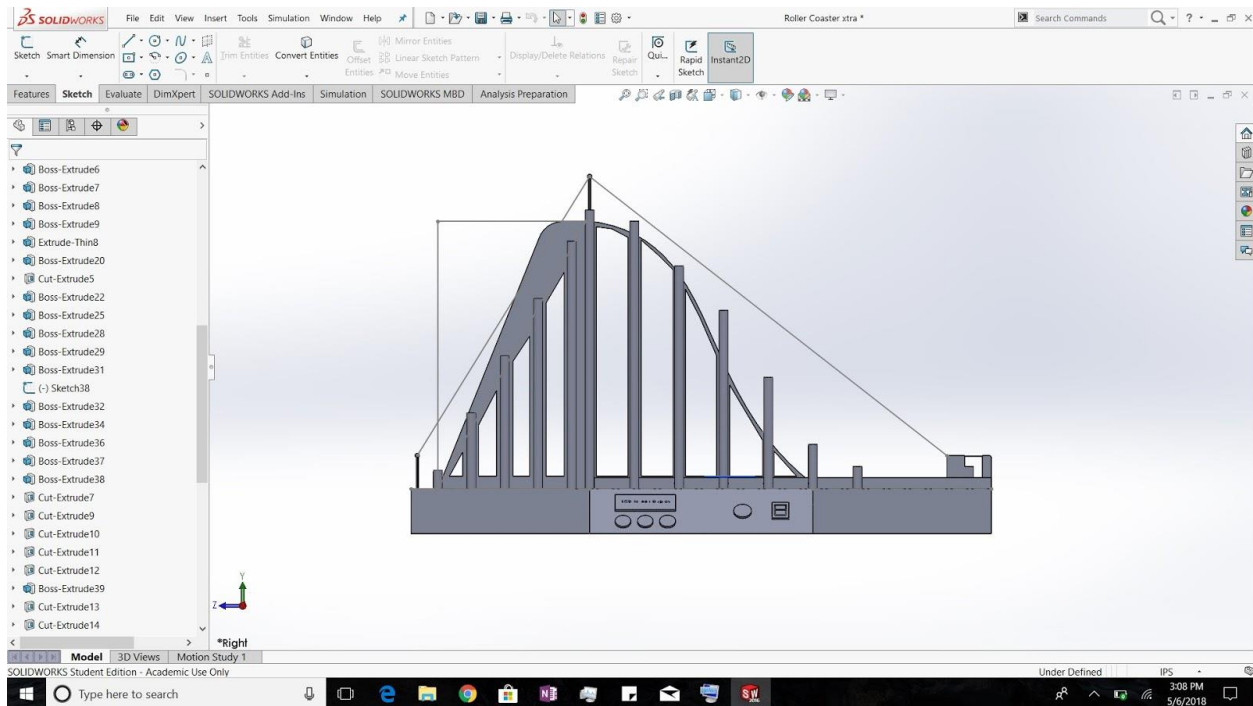 SOLIDWORKS File Edit View Insert Tools Simulation Window Help Roller Coaster xtra * Search Commands
Sketch Smart Dimension Trim Entities Convert Entities Offset Entities Mirror Entities Linear Sketch Pattern Move Entities Display/Delete Relations Repair Sketch Qui... Rapid Sketch Instant2D
Features Sketch Evaluate DimXpert SOLIDWORKS Add-Ins Simulation SOLIDWORKS MBD Analysis Preparation
Boss-Extrude6
Boss-Extrude7
Boss-Extrude8
Boss-Extrude9
Extrude-Thin8
Boss-Extrude20
Cut-Extrude5
Boss-Extrude22
Boss-Extrude25
Boss-Extrude28
Boss-Extrude29
Boss-Extrude31
(-) Sketch38
Boss-Extrude32
Boss-Extrude34
Boss-Extrude36
Boss-Extrude37
Boss-Extrude38
Cut-Extrude7
Cut-Extrude9
Cut-Extrude10
Cut-Extrude11
Cut-Extrude12
Boss-Extrude39
Cut-Extrude13
Cut-Extrude14
Y
Z
*Right
Model 3D Views Motion Study 1
SOLIDWORKS Student Edition - Academic Use Only Under Defined IPS
Type here to search 3:08 PM
5/6/2018